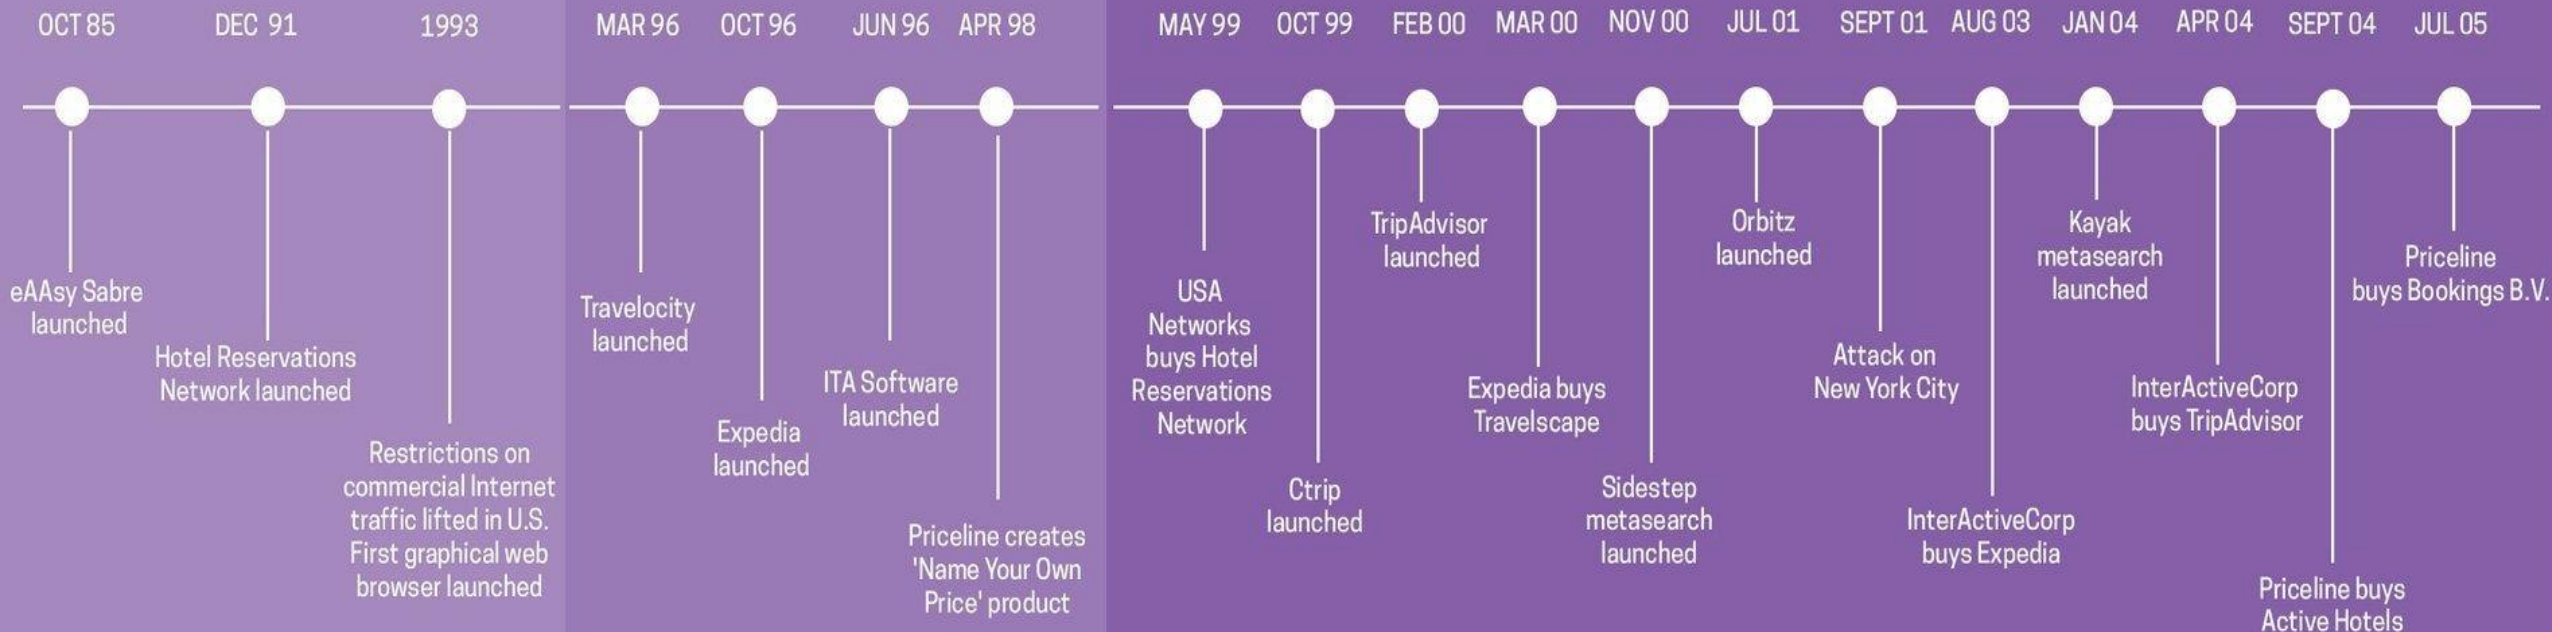 OCT 85
DEC 91
1993
MAR 96
OCT 96
JUN 96
APR 98
MAY 99
OCT 99
FEB 00
MAR 00
NOV 00
JUL 01
SEPT 01
AUG 03
JAN 04
APR 04
SEPT 04
JUL 05
eAAsy Sabre
launched
Hotel Reservations
Network launched
Restrictions on
commercial Internet
traffic lifted in U.S.
First graphical web
browser launched
Travelocity
launched
Expedia
launched
ITA Software
launched
Priceline creates
'Name Your Own
Price' product
USA
Networks
buys Hotel
Reservations
Network
Ctrip
launched
TripAdvisor
launched
Expedia buys
Travelscape
Sidestep
metasearch
launched
Orbitz
launched
Attack on
New York City
InterActiveCorp
buys Expedia
Kayak
metasearch
launched
InterActiveCorp
buys TripAdvisor
Priceline buys
Active Hotels
Priceline
buys Bookings B.V.